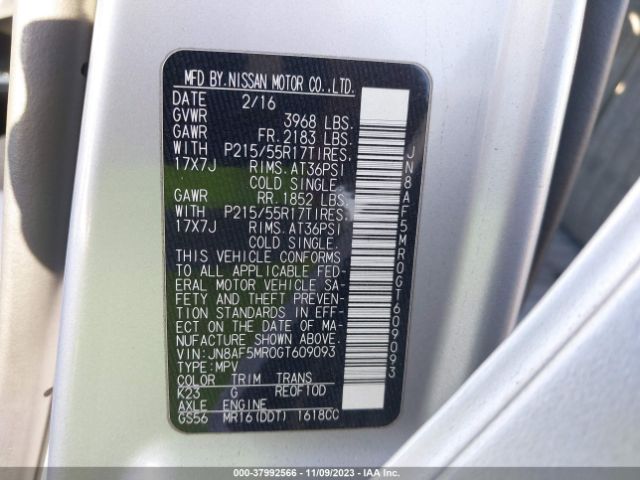 MFD BY.NISSAN MOTOR CO.,LTD.
DATE 2/16
GVWR 3968 LBS.
GAWR FR.2183 LBS.
WITH P215/55R17TIRES.
17X7J RIMS.AT36PSI
COLD SINGLE.
GAWR RR.1852 LBS.
WITH P215/55R17TIRES.
17X7J RIMS.AT36PSI
COLD SINGLE.
THIS VEHICLE CONFORMS
TO ALL APPLICABLE FED-
ERAL MOTOR VEHICLE SA-
FETY AND THEFT PREVEN-
TION STANDARDS IN EFF-
ECT ON THE DATE OF MA-
NUFACTURE SHOWN ABOVE.
VIN:JN8AF5MR0GT609093
TYPE:MPV
COLOR TRIM TRANS
K23 G RE0F10D
AXLE ENGINE
GS56 MR16(DDT) 1618CC
JN8AF5MR0GT609093
000-37992566 - 11/09/2023 - IAA Inc.